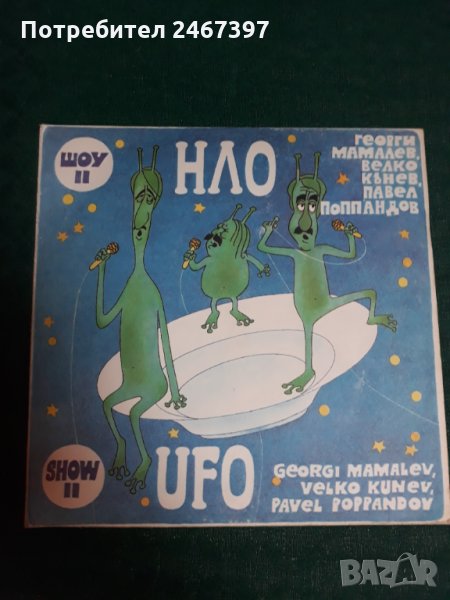 Потребител 2467397
ШОУ
II
НЛО
ГЕОРГИ
МАМАЛЕВ,
ВЕЛКО
КЪНЕВ,
ПАВЕЛ
ПОППАНДОВ
SHOW
II
UFO
GEORGI MAMALEV,
VELKO KUNEV,
PAVEL POPPANDOV
BAZAR